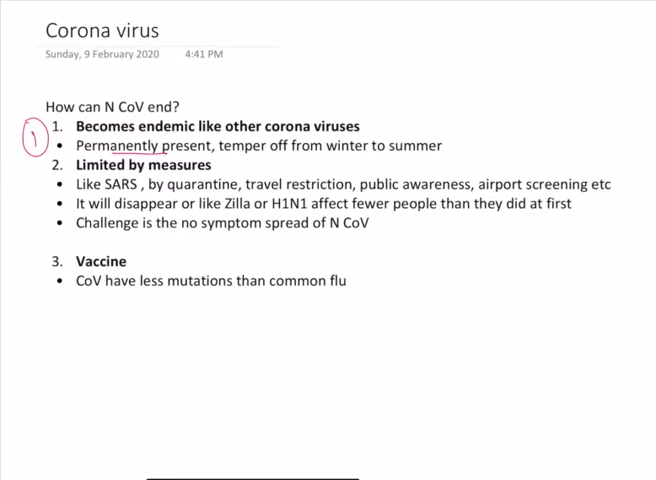 Corona virus
Sunday, 9 February 2020 4:41 PM
How can N CoV end?
1. Becomes endemic like other corona viruses
• Permanently present, temper off from winter to summer
2. Limited by measures
• Like SARS , by quarantine, travel restriction, public awareness, airport screening etc
• It will disappear or like Zilla or H1N1 affect fewer people than they did at first
• Challenge is the no symptom spread of N CoV
3. Vaccine
• CoV have less mutations than common flu